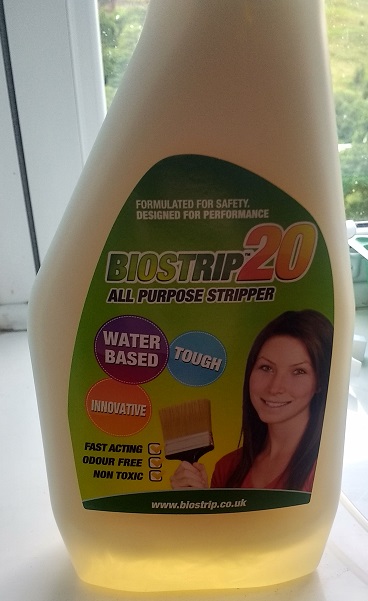 FORMULATED FOR SAFETY.
DESIGNED FOR PERFORMANCE
BIOSTRIP™20
ALL PURPOSE STRIPPER
WATER
BASED
TOUGH
INNOVATIVE
FAST ACTING
ODOUR FREE
NON TOXIC
www.biostrip.co.uk